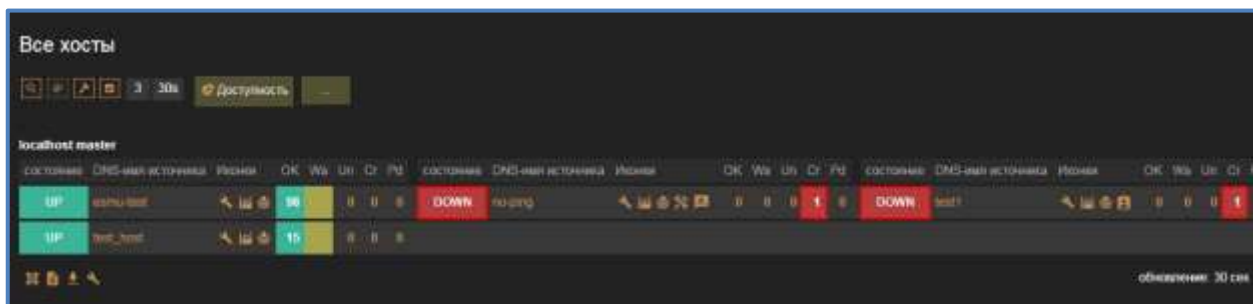 Все хосты
3 30s Доступность ...
localhost master
состояние DNS-имя источника Иконки OK Wa Un Cr Pd состояние DNS-имя источника Иконки OK Wa Un Cr Pd состояние DNS-имя источника Иконки OK Wa Un Cr
UP 0 0 0 DOWN no-ping 0 0 0 1 0 DOWN test1 0 0 0 1
UP test_host 15 0 0 0
обновление: 30 сек